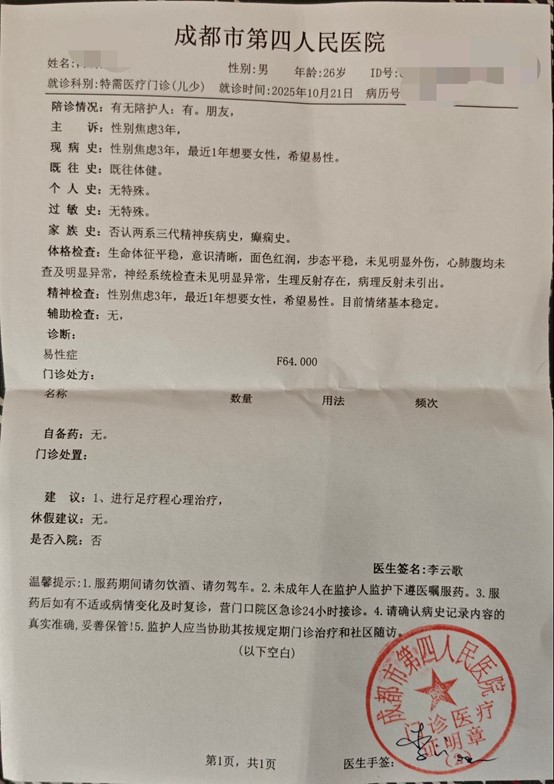 成都市第四人民医院
姓名:
性别:男 年龄:26岁 ID号:
就诊科别:特需医疗门诊(儿少) 就诊时间:2025年10月21日 病历号
陪诊情况: 有无陪护人: 有。朋友,
主 诉: 性别焦虑3年,
现 病 史: 性别焦虑3年, 最近1年想要女性, 希望易性。
既 往 史: 既往体健。
个 人 史: 无特殊。
过 敏 史: 无特殊。
家 族 史: 否认两系三代精神疾病史, 癫痫史。
体格检查: 生命体征平稳, 意识清晰, 面色红润, 步态平稳, 未见明显外伤, 心肺腹均未
查及明显异常, 神经系统检查未见明显异常, 生理反射存在, 病理反射未引出。
精神检查: 性别焦虑3年, 最近1年想要女性, 希望易性。目前情绪基本稳定。
辅助检查: 无,
诊断:
易性症 F64.000
门诊处方:
名称 数量 用法 频次
自备药: 无。
门诊处置:
建 议: 1、进行足疗程心理治疗,
休假建议: 无。
是否入院: 否
医生签名:李云歌
温馨提示:1.服药期间请勿饮酒、请勿驾车。2.未成年人在监护人监护下遵医嘱服药。3.服
药后如有不适或病情变化及时复诊, 营门口院区急诊24小时接诊。4.请确认病史记录内容的
真实准确,妥善保管!5.监护人应当协助其按规定期门诊治疗和社区随访。
(以下空白)
成都市第四人民医院
门诊医疗
证明章
(2)
第1页, 共1页
医生手签: